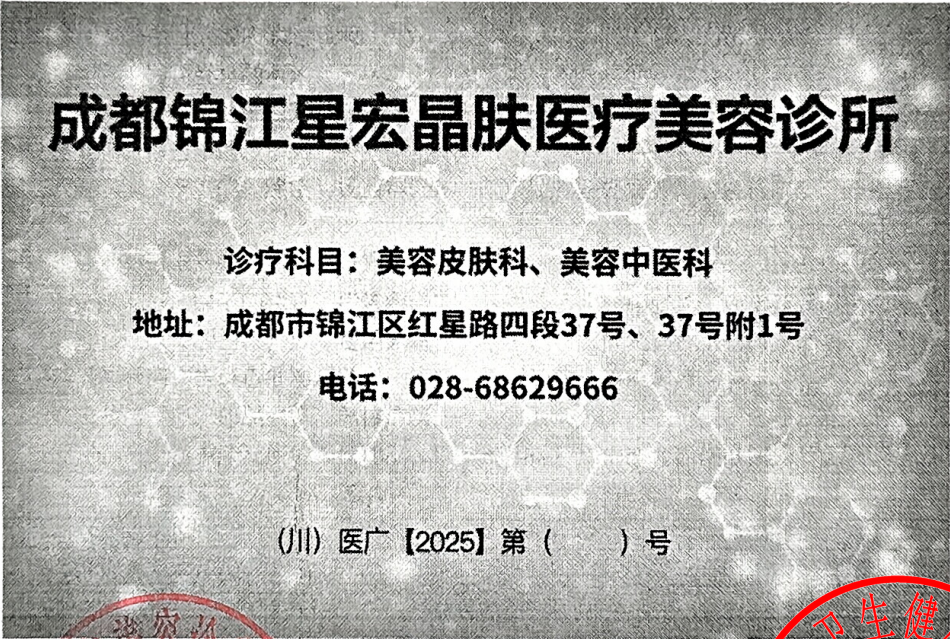 成都锦江星宏晶肤医疗美容诊所
诊疗科目：美容皮肤科、美容中医科
地址：成都市锦江区红星路四段37号、37号附1号
电话：028-68629666
（川）医广【2025】第（　　）号
卫生健